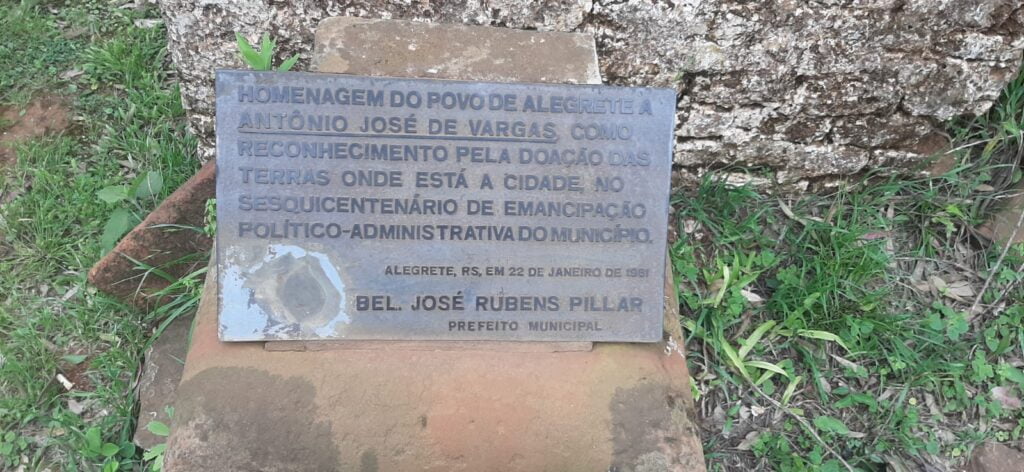 HOMENAGEM DO POVO DE ALEGRETE A
ANTÔNIO JOSÉ DE VARGAS, COMO
RECONHECIMENTO PELA DOAÇÃO DAS
TERRAS ONDE ESTÁ A CIDADE, NO
SESQUICENTENÁRIO DE EMANCIPAÇÃO
POLÍTICO-ADMINISTRATIVA DO MUNICÍPIO.
ALEGRETE, RS, EM 22 DE JANEIRO DE 1981
BEL. JOSÉ RUBENS PILLAR
PREFEITO MUNICIPAL